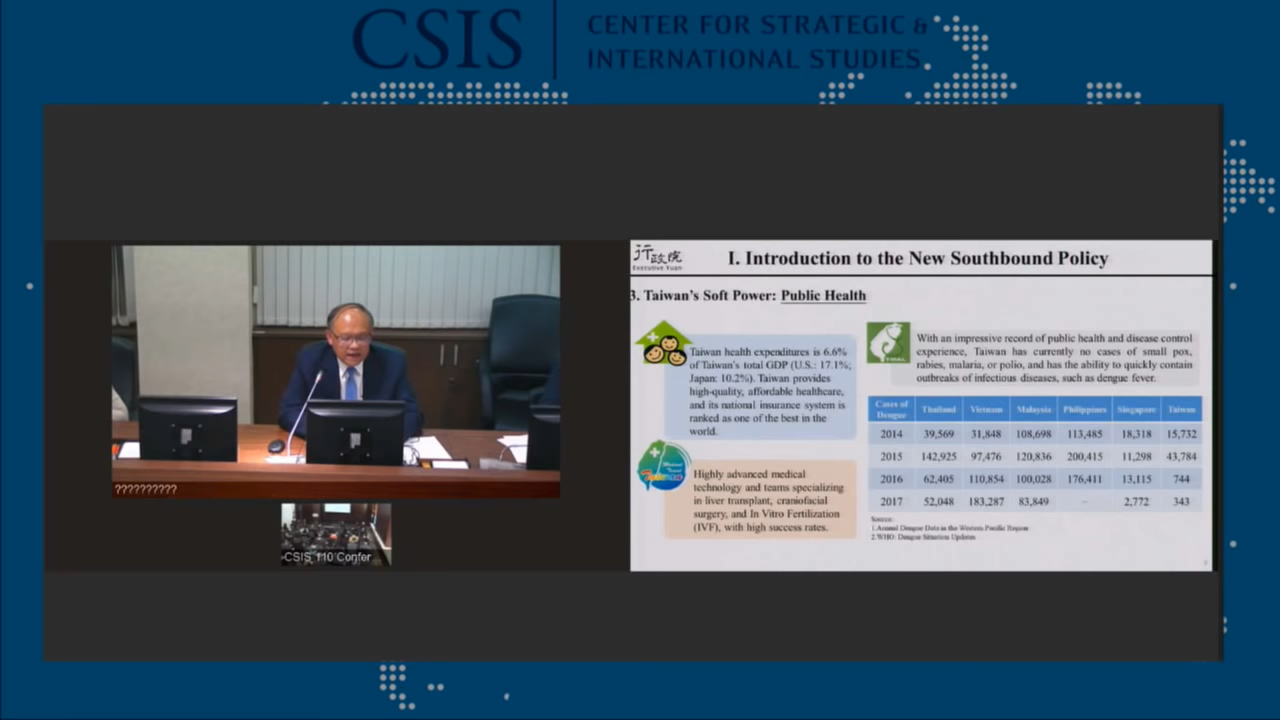 CSIS
CENTER FOR STRATEGIC &
INTERNATIONAL STUDIES
??????????
CSIS 110 Confer
行政院
Executive Yuan
I. Introduction to the New Southbound Policy
3. Taiwan's Soft Power: Public Health
Taiwan health expenditures is 6.6%
of Taiwan's total GDP (U.S.: 17.1%;
Japan: 10.2%). Taiwan provides
high-quality, affordable healthcare,
and its national insurance system is
ranked as one of the best in the
world.
Highly advanced medical
technology and teams specializing
in liver transplant, craniofacial
surgery, and In Vitro Fertilization
(IVF), with high success rates.
With an impressive record of public health and disease control
experience, Taiwan has currently no cases of small pox,
rabies, malaria, or polio, and has the ability to quickly contain
outbreaks of infectious diseases, such as dengue fever.
Cases of Dengue Thailand Vietnam Malaysia Philippines Singapore Taiwan
2014 39,569 31,848 108,698 113,485 18,318 15,732
2015 142,925 97,476 120,836 200,415 11,298 43,784
2016 62,405 110,854 100,028 176,411 13,115 744
2017 52,048 183,287 83,849 – 2,772 343
Source:
1.Annual Dengue Data in the Western Pacific Region
2.WHO: Dengue Situation Updates